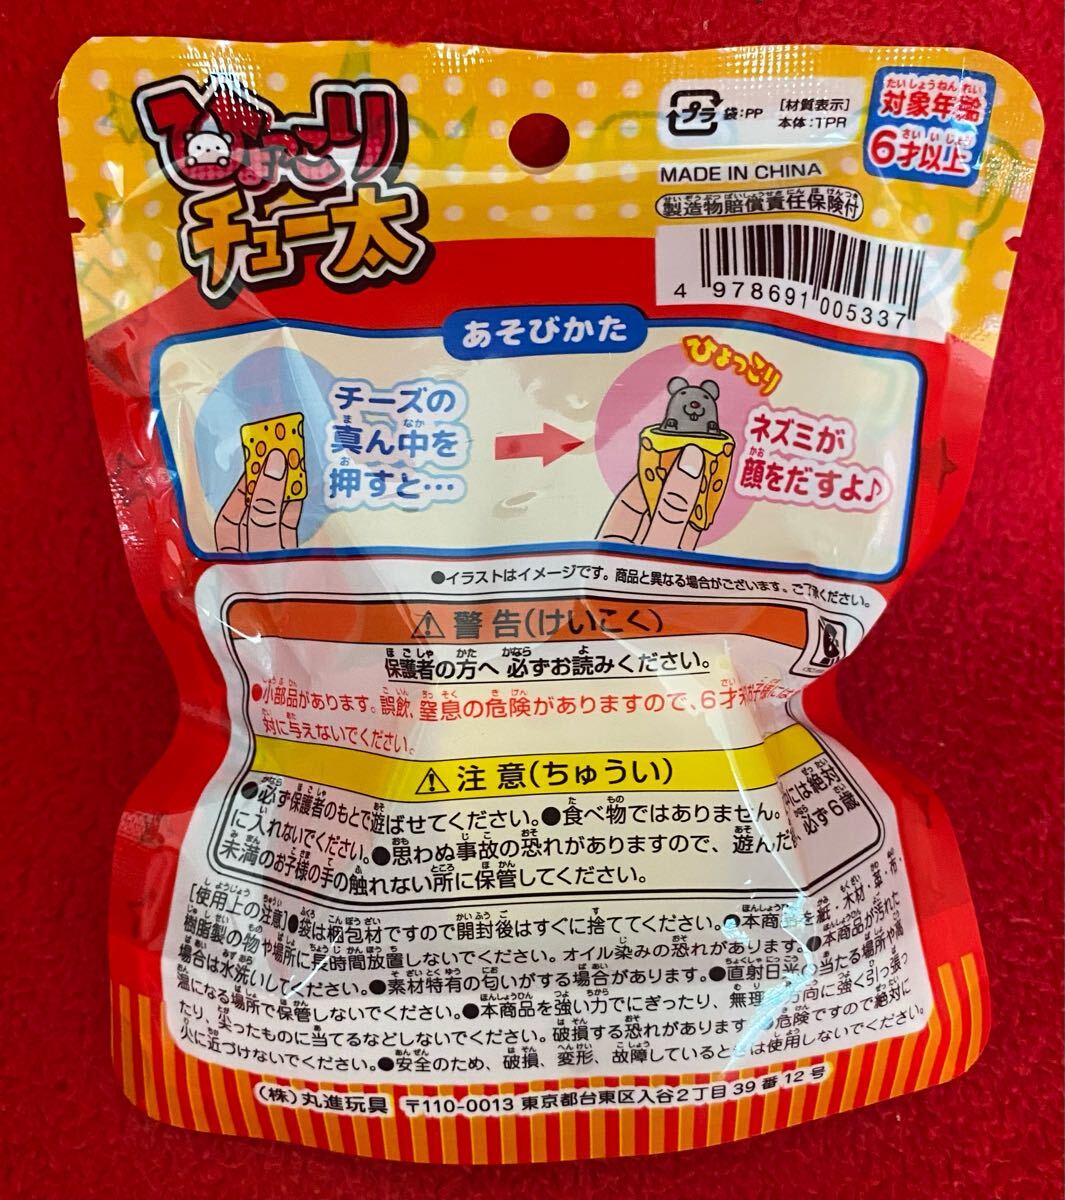 ひょっこり
チュー太
プラ 袋:PP
[材質表示]
本体:TPR
MADE IN CHINA
製造物賠償責任保険付
対象年齢
6才以上
4 978691 005337
あそびかた
チーズの
真ん中を
押すと…
ひょっこり
ネズミが
顔をだすよ♪
●イラストはイメージです。商品と異なる場合がございます。ご了承ください。
⚠警告(けいこく)
保護者の方へ 必ずお読みください。
●小部品があります。誤飲、窒息の危険がありますので、6才未満のお子様には
対に与えないでください。
⚠注意(ちゅうい)
●必ず保護者のもとで遊ばせてください。●食べ物ではありません。
には絶対
に入れないでください。●思わぬ事故の恐れがありますので、遊んだ
必ず6歳
未満のお子様の手の触れない所に保管してください。
[使用上の注意]●袋は梱包材ですので開封後はすぐに捨ててください。●本商品を紙・木材・革・布・
樹脂製の物や場所に長時間放置しないでください。オイル染みの恐れがあります。●本商品が汚れた
場合は水洗いしてください。●素材特有の匂いがする場合があります。●直射日光の当たる場所や高
温になる場所で保管しないでください。●本商品を強い力でにぎったり、無理な方向に強く引っ張っ
たり、尖ったものに当てるなどしないでください。破損する恐れがあります。●危険ですので絶対に
火に近づけないでください。●安全のため、破損、変形、故障しているときは使用しないでください。
(株)丸進玩具 〒110-0013 東京都台東区入谷2丁目39番12号